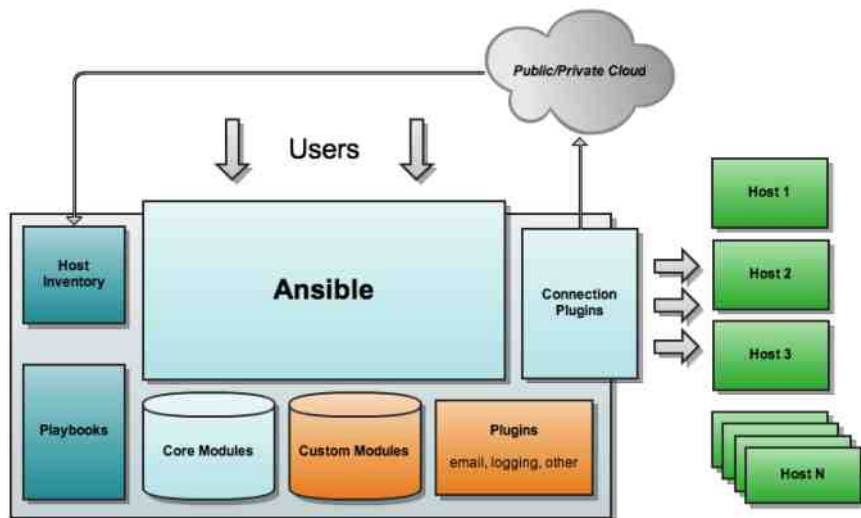 Public/Private Cloud
Users
Host 1
Host
Inventory
Ansible
Connection
Plugins
Host 2
Host 3
Playbooks
Core Modules
Custom Modules
Plugins
email, logging, other
Host N